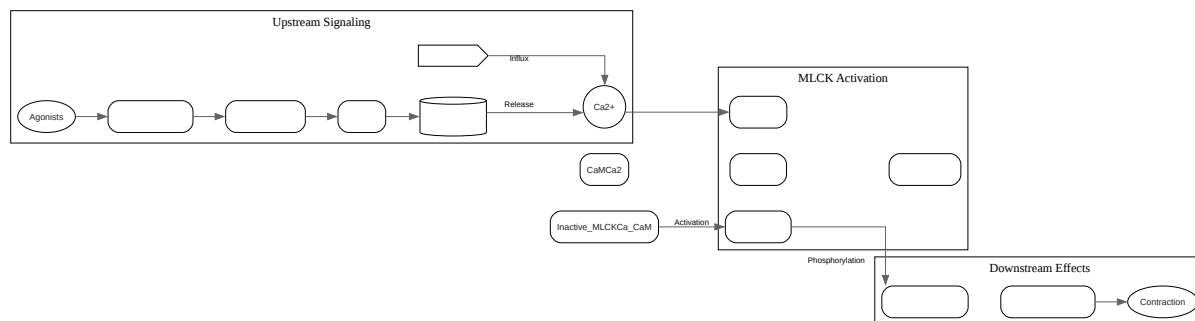 Upstream Signaling
Influx
Agonists
Release
Ca2+
MLCK Activation
CaMCa2
Inactive_MLCKCa_CaM
Activation
Phosphorylation
Downstream Effects
Contraction